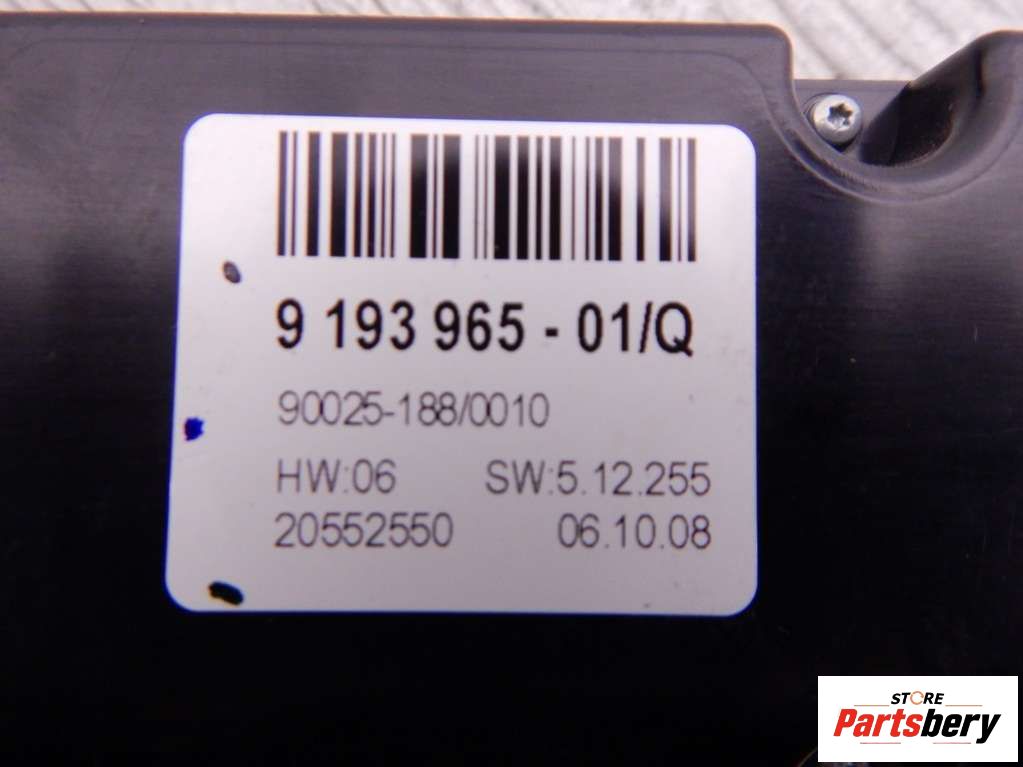 9 193 965 - 01/Q
90025-188/0010
HW:06 SW:5.12.255
20552550 06.10.08
STORE
Partsbery